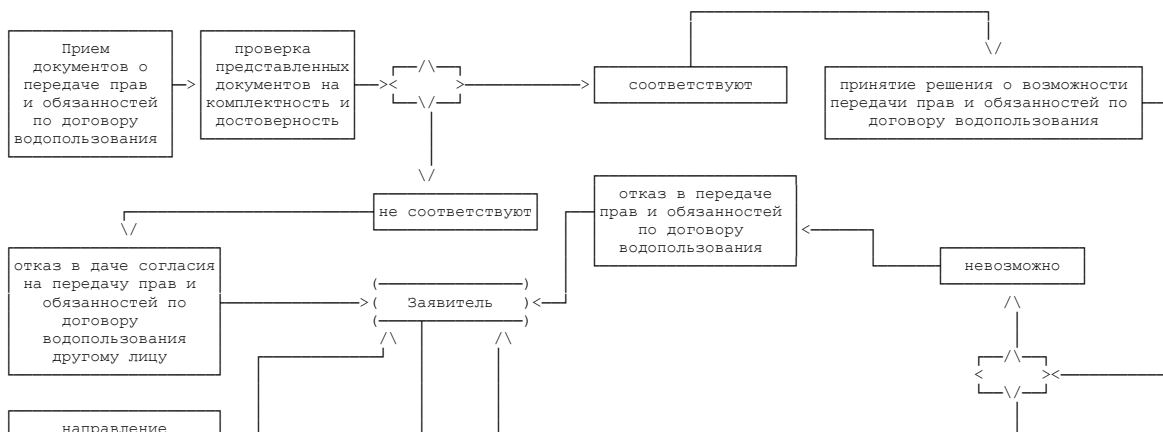 Прием
документов о
передаче прав
и обязанностей
по договору
водопользования
проверка
представленных
документов на
комплектность и
достоверность
соответствуют
принятие решения о возможности
передачи прав и обязанностей по
договору водопользования
не соответствуют
отказ в передаче
прав и обязанностей
по договору
водопользования
невозможно
отказ в даче согласия
на передачу прав и
обязанностей по
договору
водопользования
другому лицу
Заявитель
направление